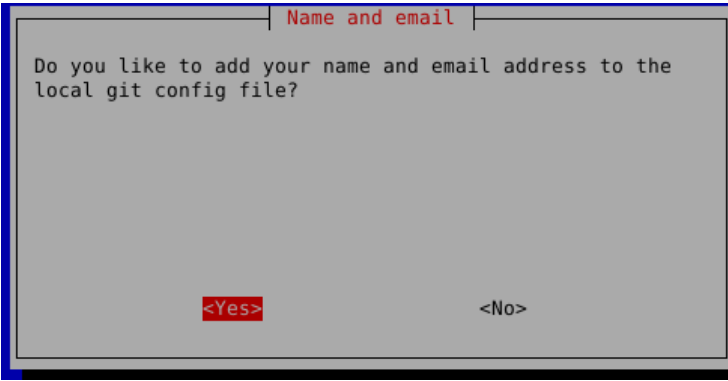 Name and email
Do you like to add your name and email address to the
local git config file?
<Yes> <No>